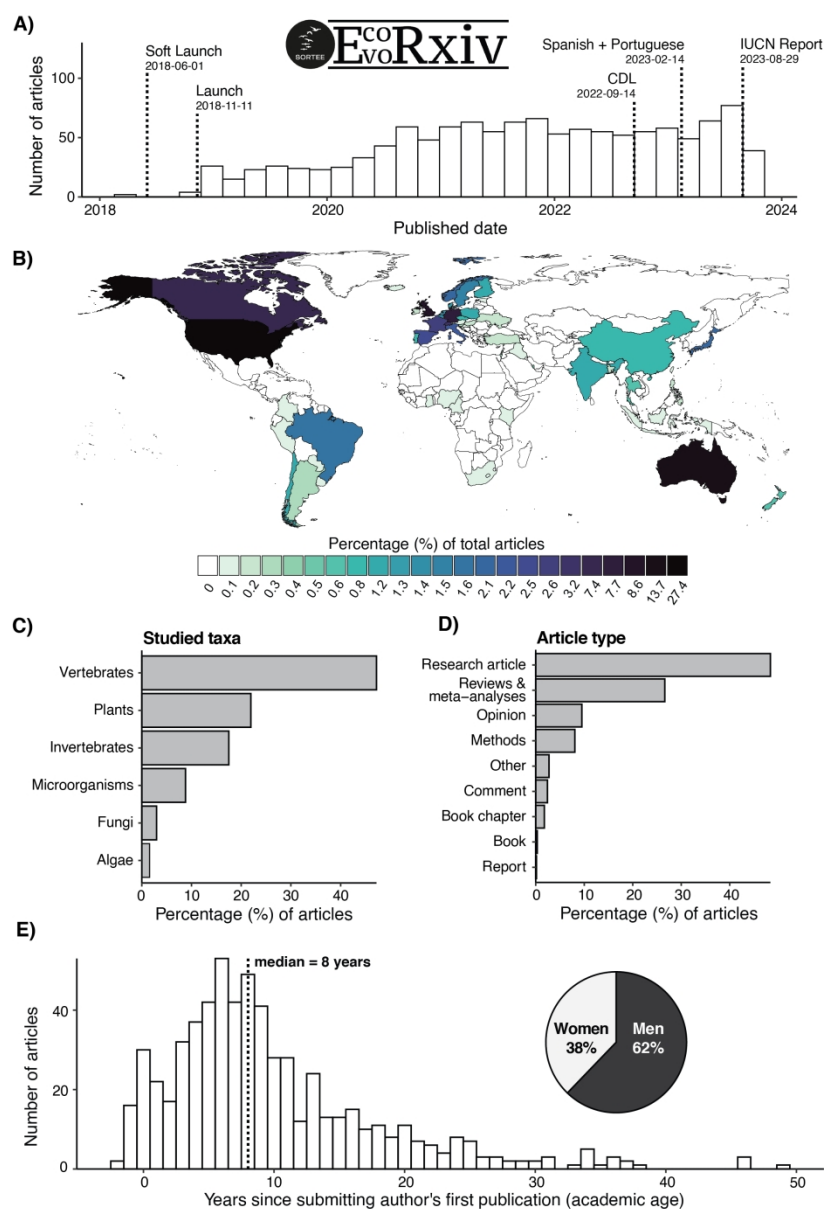 A)
SORTEE
EcoEvoRxiv
Soft Launch
2018-06-01
Launch
2018-11-11
Spanish + Portuguese
2023-02-14
CDL
2022-09-14
IUCN Report
2023-08-29
Number of articles
100
50
0
2018
2020
2022
2024
Published date
B)
Percentage (%) of total articles
0
0.1
0.2
0.3
0.4
0.5
0.6
0.8
1.2
1.3
1.4
1.5
1.6
2.1
2.2
2.5
2.6
3.2
7.4
7.7
8.6
13.7
27.4
C)
Studied taxa
Vertebrates
Plants
Invertebrates
Microorganisms
Fungi
Algae
0
10
20
30
40
Percentage (%) of articles
D)
Article type
Research article
Reviews &
meta−analyses
Opinion
Methods
Other
Comment
Book chapter
Book
Report
0
10
20
30
40
Percentage (%) of articles
E)
median = 8 years
Women
38%
Men
62%
Number of articles
40
20
0
0
10
20
30
40
50
Years since submitting author's first publication (academic age)